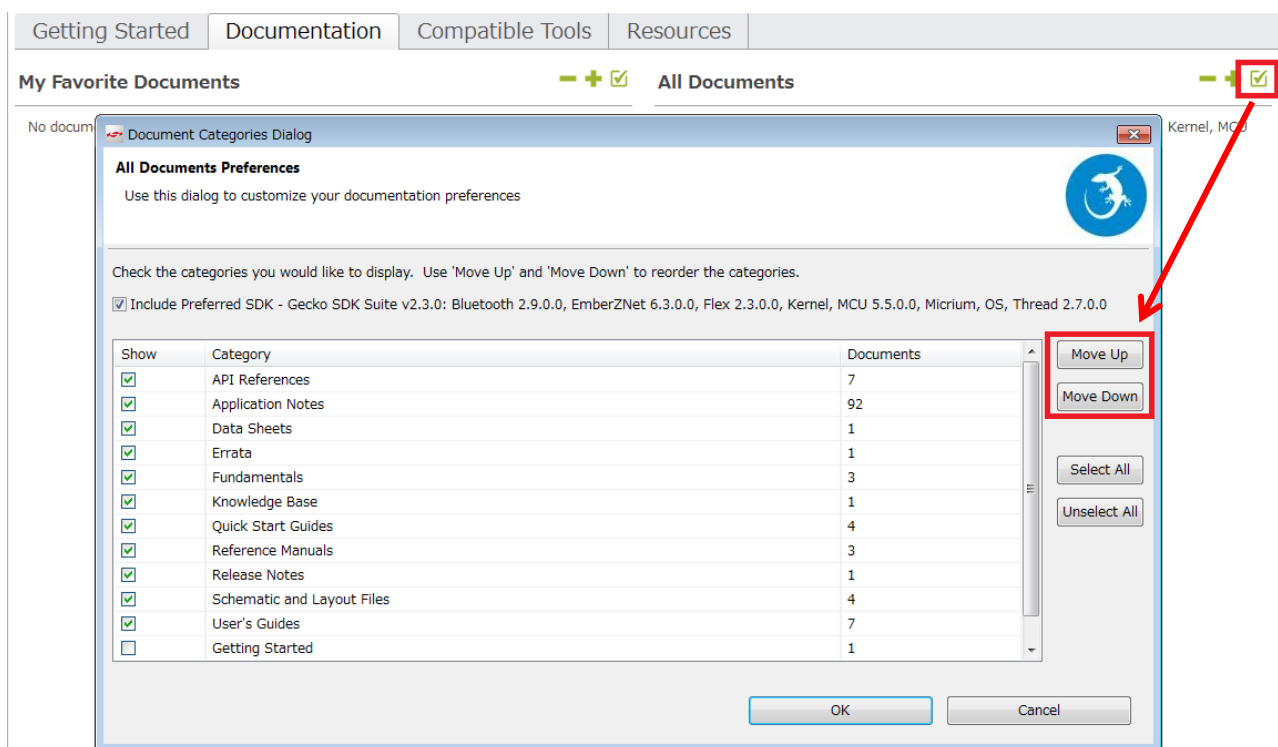 Getting Started Documentation Compatible Tools Resources
My Favorite Documents All Documents
No docum Kernel, MCU
Document Categories Dialog
All Documents Preferences
Use this dialog to customize your documentation preferences
Check the categories you would like to display. Use 'Move Up' and 'Move Down' to reorder the categories.
Include Preferred SDK - Gecko SDK Suite v2.3.0: Bluetooth 2.9.0.0, EmberZNet 6.3.0.0, Flex 2.3.0.0, Kernel, MCU 5.5.0.0, Micrium, OS, Thread 2.7.0.0
Show Category Documents
API References 7
Application Notes 92
Data Sheets 1
Errata 1
Fundamentals 3
Knowledge Base 1
Quick Start Guides 4
Reference Manuals 3
Release Notes 1
Schematic and Layout Files 4
User's Guides 7
Getting Started 1
Move Up
Move Down
Select All
Unselect All
OK Cancel